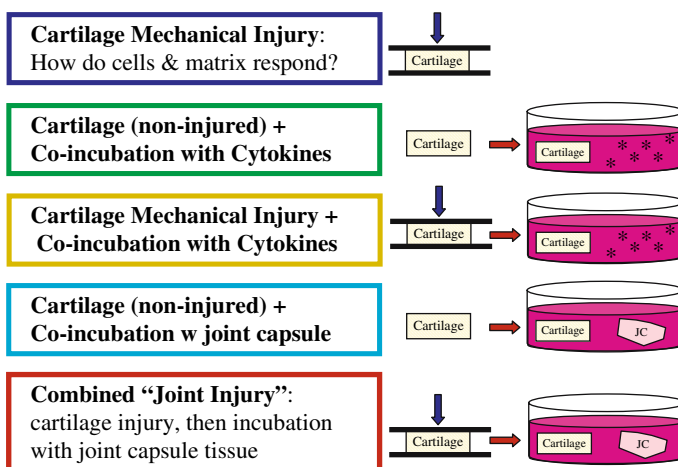 Cartilage Mechanical Injury:
How do cells & matrix respond?
Cartilage
Cartilage (non-injured) +
Co-incubation with Cytokines
Cartilage
Cartilage
* * * * * * *
Cartilage Mechanical Injury +
Co-incubation with Cytokines
Cartilage
Cartilage
* * * * * * *
Cartilage (non-injured) +
Co-incubation w joint capsule
Cartilage
Cartilage
JC
Combined “Joint Injury”:
cartilage injury, then incubation
with joint capsule tissue
Cartilage
Cartilage
JC